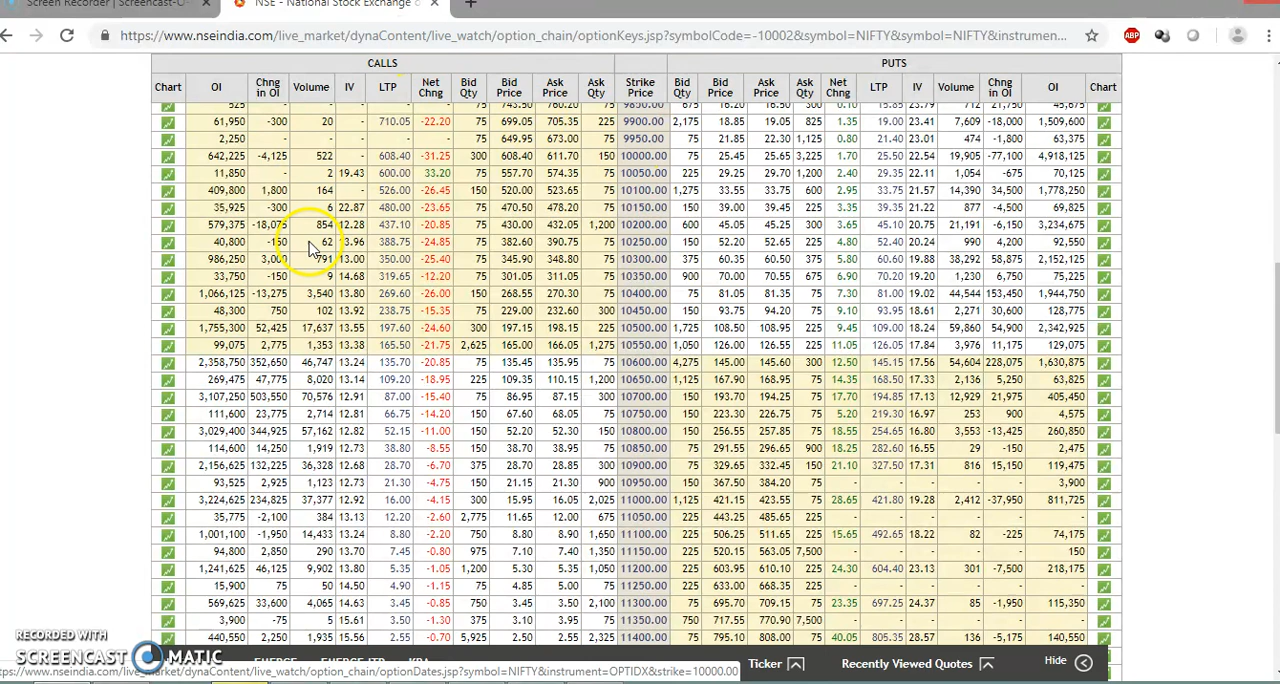 Screen Recorder | Screencast-O
NSE - National Stock Exchange o
https://www.nseindia.com/live_market/dynaContent/live_watch/option_chain/optionKeys.jsp?symbolCode=-10002&symbol=NIFTY&symbol=NIFTY&instrumen... ABP
CALLS PUTS
Chart OI Chng in OI Volume IV LTP Net Chng Bid Qty Bid Price Ask Price Ask Qty Strike Price Bid Qty Bid Price Ask Price Ask Qty Net Chng LTP IV Volume Chng in OI OI Chart
525 - - - - - 75 743.50 760.20 75 9850.00 675 16.20 16.50 300 0.10 15.85 23.79 712 21,750 45,675
61,950 -300 20 - 710.05 -22.20 75 699.05 705.35 225 9900.00 2,175 18.85 19.05 825 1.35 19.00 23.41 7,609 -18,000 1,509,600
2,250 - - - - - 75 649.95 673.00 75 9950.00 75 21.85 22.30 1,125 0.80 21.40 23.01 474 -1,800 63,375
642,225 -4,125 522 - 608.40 -31.25 300 608.40 611.70 150 10000.00 75 25.45 25.65 3,225 1.70 25.50 22.54 19,905 -77,100 4,918,125
11,850 - 2 19.43 600.00 33.20 75 557.70 574.35 75 10050.00 225 29.25 29.70 1,200 2.40 29.35 22.11 1,054 -675 70,125
409,800 1,800 164 - 526.00 -26.45 150 520.00 523.65 75 10100.00 1,275 33.55 33.75 600 2.95 33.75 21.57 14,390 34,500 1,778,250
35,925 -300 6 22.87 480.00 -23.65 75 470.50 478.20 75 10150.00 150 39.00 39.45 75 3.35 39.35 21.22 877 -4,500 69,825
579,375 -18,075 854 12.28 437.10 -20.85 75 430.00 432.05 1,200 10200.00 300 44.95 45.25 300 3.65 45.10 20.75 21,191 -6,150 3,234,675
40,800 -150 62 13.96 388.75 -24.85 75 382.60 390.75 75 10250.00 150 52.20 52.65 75 4.80 52.40 20.24 990 4,200 92,550
986,250 3,000 791 13.00 350.00 -25.40 75 345.90 348.80 75 10300.00 375 60.35 60.50 375 5.80 60.60 19.88 38,292 58,875 2,152,125
33,750 -150 9 14.68 319.65 -12.20 75 301.05 311.05 75 10350.00 900 70.00 70.55 675 6.90 70.20 19.20 1,230 6,750 75,225
1,066,125 -13,275 3,540 13.80 269.60 -26.00 150 268.55 270.30 75 10400.00 75 81.05 81.35 75 7.30 81.00 19.02 44,544 153,450 1,944,750
48,300 750 102 13.92 238.75 -15.35 75 229.00 232.60 300 10450.00 75 93.75 94.20 75 9.10 93.95 18.61 2,271 30,600 128,775
1,755,300 52,425 17,637 13.55 197.60 -24.60 300 197.15 198.15 225 10500.00 1,725 108.50 108.95 225 9.45 109.00 18.24 59,860 54,900 2,342,925
99,075 2,775 1,353 13.38 165.50 -21.75 2,625 165.00 166.05 1,275 10550.00 150 126.00 126.55 225 11.05 126.05 17.84 3,976 11,175 129,075
2,358,750 352,650 46,747 13.24 135.70 -20.85 75 135.45 135.95 75 10600.00 4,275 145.00 145.60 300 12.50 145.15 17.56 54,604 228,075 1,630,875
269,475 47,775 8,020 13.14 109.20 -18.95 225 109.35 110.15 1,200 10650.00 1,125 167.90 168.95 75 14.35 168.50 17.33 2,136 5,250 63,825
3,107,250 503,550 70,576 12.91 87.00 -15.40 75 86.95 87.15 300 10700.00 150 193.70 194.25 75 17.70 194.85 17.13 12,929 21,975 405,450
111,600 23,775 2,714 12.81 66.75 -14.20 150 67.60 68.05 75 10750.00 150 223.30 226.75 75 5.20 219.30 16.97 253 900 4,575
3,029,400 344,925 57,162 12.82 52.15 -11.00 150 52.20 52.30 75 10800.00 150 256.55 257.85 75 18.55 254.65 16.80 3,553 -13,425 260,850
114,600 14,250 1,919 12.73 38.80 -8.55 150 38.70 38.95 75 10850.00 75 291.55 296.65 900 18.25 282.60 16.55 29 -150 2,475
2,156,625 132,225 36,328 12.68 28.70 -6.70 375 28.70 28.85 900 10900.00 75 329.65 332.45 150 21.10 327.50 17.31 816 15,150 119,475
93,525 2,925 1,123 12.73 21.30 -4.75 150 21.15 21.30 900 10950.00 150 367.50 384.20 75 - - - - - 3,900
3,224,625 234,825 37,377 12.92 16.00 -4.15 300 15.95 16.05 2,025 11000.00 1,125 421.15 423.55 75 28.65 421.80 19.28 2,412 -37,950 811,725
35,775 -2,100 384 13.13 12.20 -2.60 2,775 11.65 12.00 675 11050.00 225 443.25 485.65 225 - - - - - -
1,001,100 -1,950 14,433 13.24 8.80 -2.20 750 8.80 8.90 1,650 11100.00 225 506.25 511.65 225 15.65 492.65 18.22 82 -225 74,175
94,800 2,850 290 13.70 7.45 -0.80 975 7.10 7.40 1,350 11150.00 225 520.15 563.05 7,500 - - - - - 150
1,241,625 46,125 9,902 13.80 5.35 -1.05 1,200 5.30 5.35 1,050 11200.00 225 603.95 610.10 225 24.30 604.40 23.13 301 -7,500 218,175
15,900 75 50 14.50 4.90 -1.15 75 4.85 5.00 75 11250.00 225 633.00 668.35 225 - - - - - -
569,625 33,600 4,065 14.63 3.45 -0.85 750 3.45 3.50 2,100 11300.00 225 695.70 709.15 75 23.35 697.25 24.37 85 -1,950 115,350
3,900 -75 5 15.61 3.50 -1.30 75 3.10 3.95 75 11350.00 750 717.55 770.90 7,500 - - - - - -
440,550 2,250 1,935 15.56 2.55 -0.70 5,925 2.50 2.55 2,325 11400.00 75 795.10 808.00 75 40.05 805.35 28.57 136 -5,175 140,550
RECORDED WITH
SCREENCAST MATIC
Ticker Recently Viewed Quotes Hide
ttps://www.nseindia.com/live_market/dynaContent/live_watch/option_chain/optionDates.jsp?symbol=NIFTY&instrument=OPTIDX&strike=10000.00